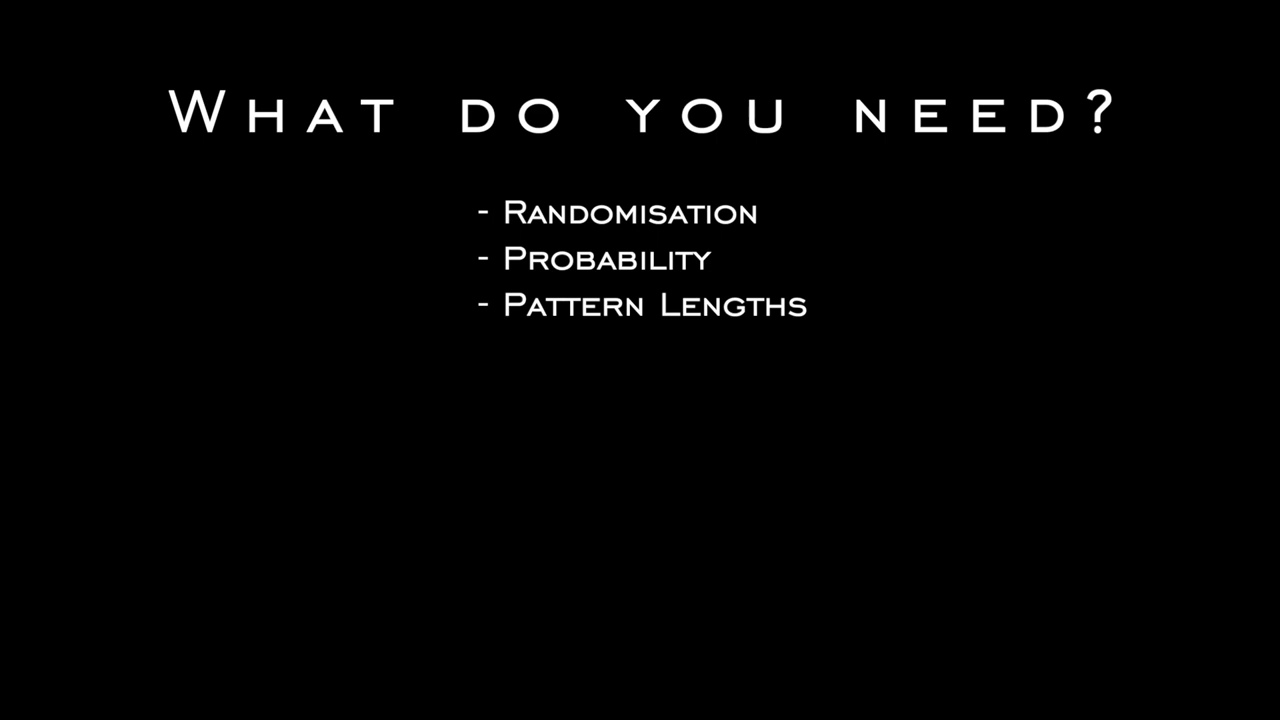 What do you need?
- Randomisation
- Probability
- Pattern Lengths